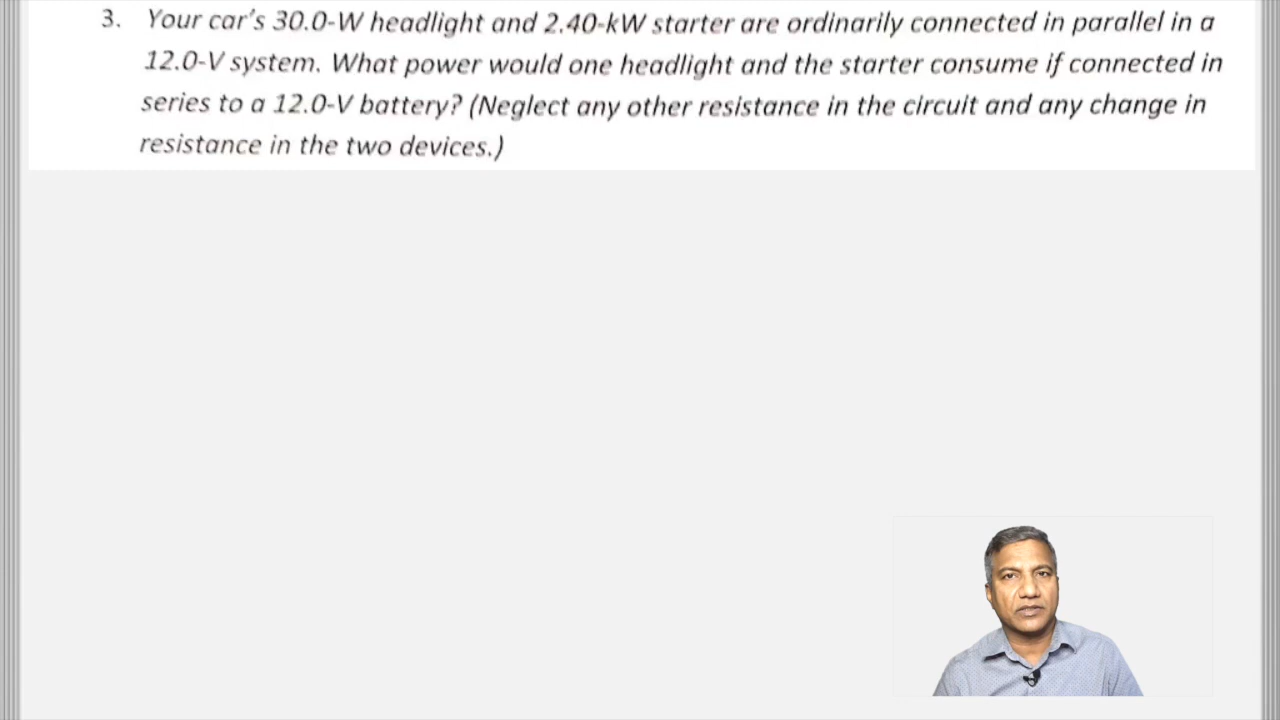 3. Your car's 30.0-W headlight and 2.40-kW starter are ordinarily connected in parallel in a
12.0-V system. What power would one headlight and the starter consume if connected in
series to a 12.0-V battery? (Neglect any other resistance in the circuit and any change in
resistance in the two devices.)